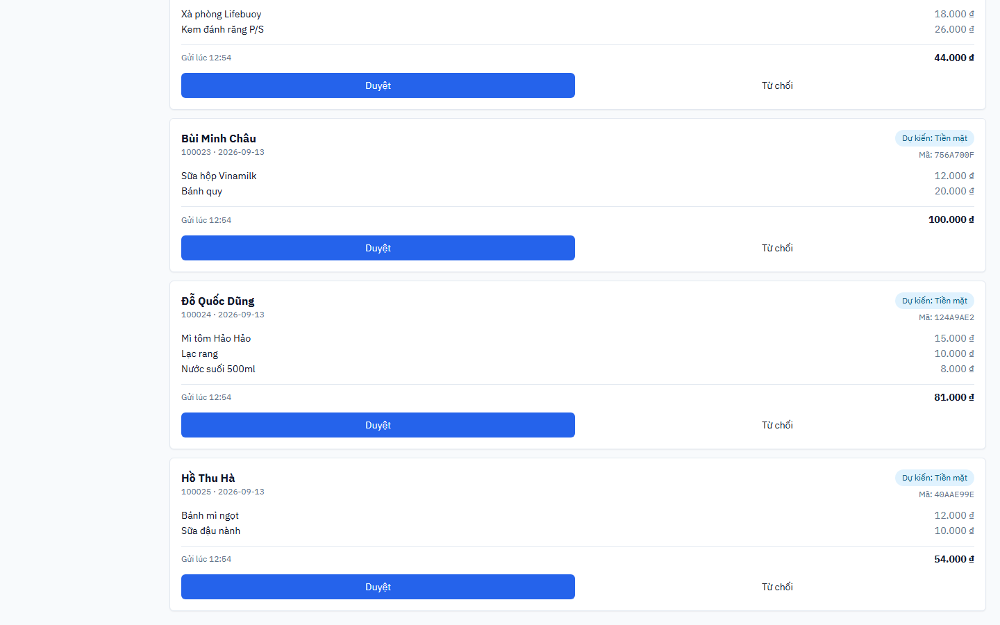 Xà phòng Lifebuoy 18.000 ₫
Kem đánh răng P/S 26.000 ₫
Gửi lúc 12:54 44.000 ₫
Duyệt Từ chối
Bùi Minh Châu Dự kiến: Tiền mặt
100023 · 2026-09-13 Mã: 756A700F
Sữa hộp Vinamilk 12.000 ₫
Bánh quy 20.000 ₫
Gửi lúc 12:54 100.000 ₫
Duyệt Từ chối
Đỗ Quốc Dũng Dự kiến: Tiền mặt
100024 · 2026-09-13 Mã: 124A9AE2
Mì tôm Hảo Hảo 15.000 ₫
Lạc rang 10.000 ₫
Nước suối 500ml 8.000 ₫
Gửi lúc 12:54 81.000 ₫
Duyệt Từ chối
Hồ Thu Hà Dự kiến: Tiền mặt
100025 · 2026-09-13 Mã: 40AAE99E
Bánh mì ngọt 12.000 ₫
Sữa đậu nành 10.000 ₫
Gửi lúc 12:54 54.000 ₫
Duyệt Từ chối